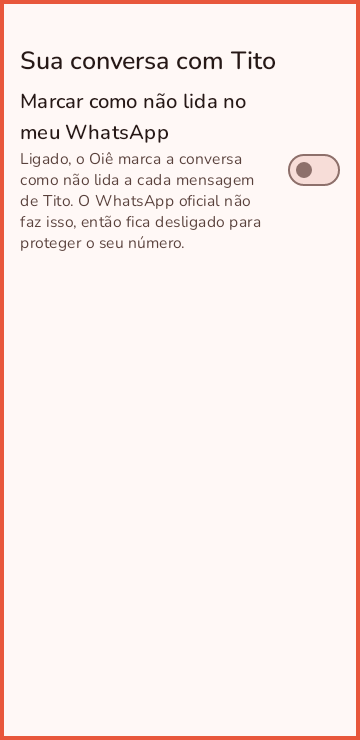 Sua conversa com Tito
Marcar como não lida no
meu WhatsApp
Ligado, o Oiê marca a conversa
como não lida a cada mensagem
de Tito. O WhatsApp oficial não
faz isso, então fica desligado para
proteger o seu número.